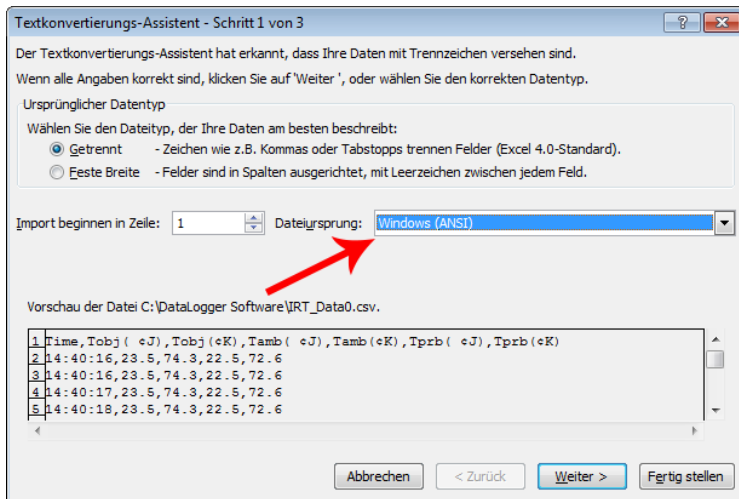 Textkonvertierungs-Assistent - Schritt 1 von 3
Der Textkonvertierungs-Assistent hat erkannt, dass Ihre Daten mit Trennzeichen versehen sind.
Wenn alle Angaben korrekt sind, klicken Sie auf 'Weiter ', oder wählen Sie den korrekten Datentyp.
Ursprünglicher Datentyp
Wählen Sie den Dateityp, der Ihre Daten am besten beschreibt:
Getrennt - Zeichen wie z.B. Kommas oder Tabstopps trennen Felder (Excel 4.0-Standard).
Feste Breite - Felder sind in Spalten ausgerichtet, mit Leerzeichen zwischen jedem Feld.
Import beginnen in Zeile: 1 Dateiursprung: Windows (ANSI)
Vorschau der Datei C:\DataLogger Software\IRT_Data0.csv.
1 Time,Tobj( ¢J),Tobj(¢K),Tamb( ¢J),Tamb(¢K),Tprb( ¢J),Tprb(¢K)
2 14:40:16,23.5,74.3,22.5,72.6
3 14:40:16,23.5,74.3,22.5,72.6
4 14:40:17,23.5,74.3,22.5,72.6
5 14:40:18,23.5,74.3,22.5,72.6
Abbrechen < Zurück Weiter > Fertig stellen